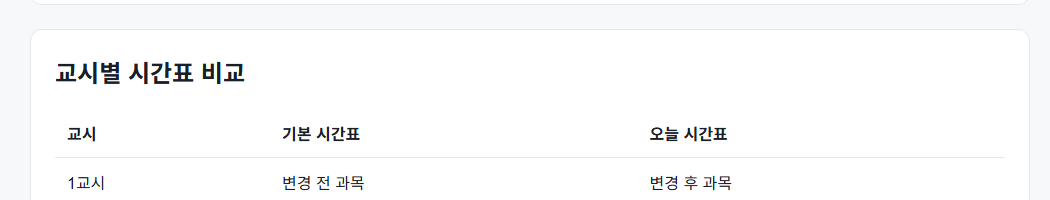 교시별 시간표 비교
교시 기본 시간표 오늘 시간표
1교시 변경 전 과목 변경 후 과목